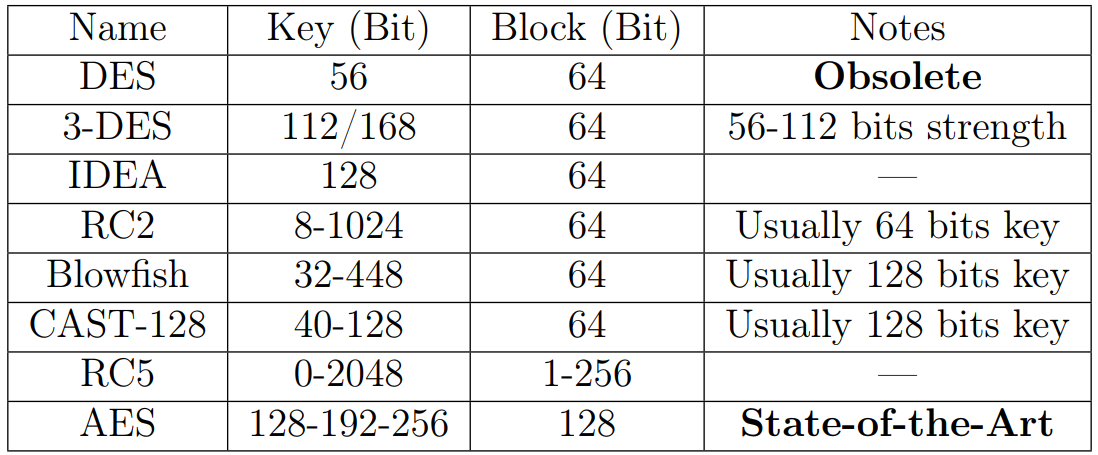 Name Key (Bit) Block (Bit) Notes
DES 56 64 Obsolete
3-DES 112/168 64 56-112 bits strength
IDEA 128 64 —
RC2 8-1024 64 Usually 64 bits key
Blowfish 32-448 64 Usually 128 bits key
CAST-128 40-128 64 Usually 128 bits key
RC5 0-2048 1-256 —
AES 128-192-256 128 State-of-the-Art